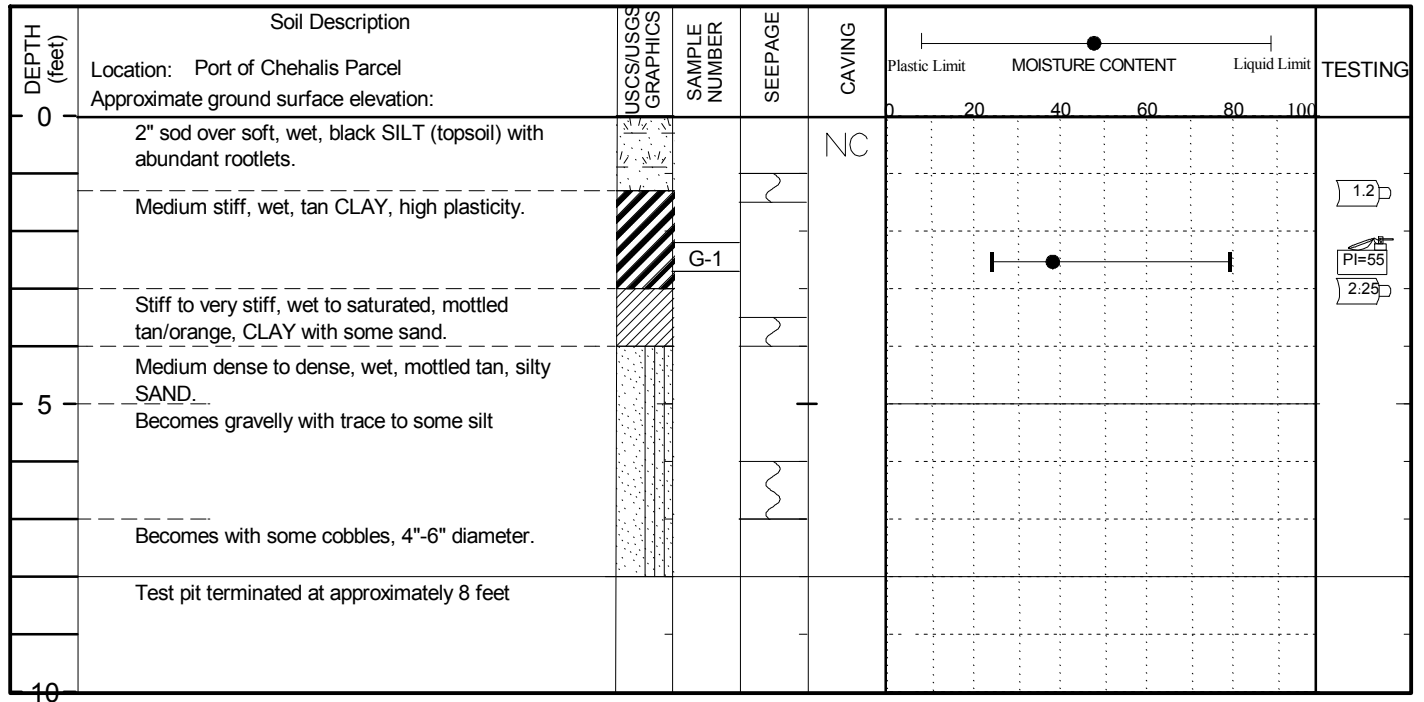 DEPTH
(feet)
Soil Description
Location: Port of Chehalis Parcel
Approximate ground surface elevation:
USCS/USGS
GRAPHICS
SAMPLE
NUMBER
SEEPAGE
CAVING
Plastic Limit
MOISTURE CONTENT
Liquid Limit
TESTING
0 20 40 60 80 100
0
2" sod over soft, wet, black SILT (topsoil) with
abundant rootlets.
NC
1.2
Medium stiff, wet, tan CLAY, high plasticity.
G-1
PI=55
2.25
Stiff to very stiff, wet to saturated, mottled
tan/orange, CLAY with some sand.
Medium dense to dense, wet, mottled tan, silty
SAND.
5
Becomes gravelly with trace to some silt
Becomes with some cobbles, 4"-6" diameter.
Test pit terminated at approximately 8 feet
10